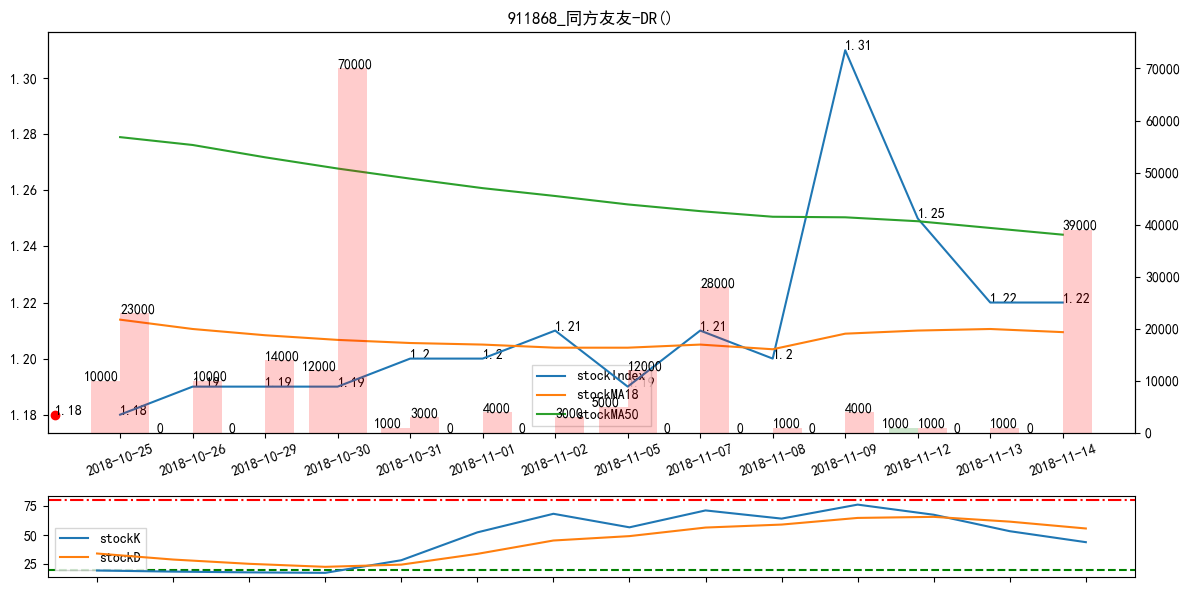 911868_同方友友-DR()
1.31
1.30 70000 70000
1.28 60000
1.26 50000
1.25
1.24 40000
39000
28000
1.22 23000 1.22 1.22 30000
1.21 1.21 20000
1.20 14000 12000 1.2 1.2 1.2 12000
10000 10000 1.19 1.19 1.19 stockIndex 10000
stockMA18
1.18 1.18 1.18 1000 3000 4000 3000 5000 stockMA50 1000 4000 1000 1000 1000
0 0 0 0 0 0 0 0 0 0
2018-10-25 2018-10-26 2018-10-29 2018-10-30 2018-10-31 2018-11-01 2018-11-02 2018-11-05 2018-11-07 2018-11-08 2018-11-09 2018-11-12 2018-11-13 2018-11-14
75
50 stockK
25 stockD